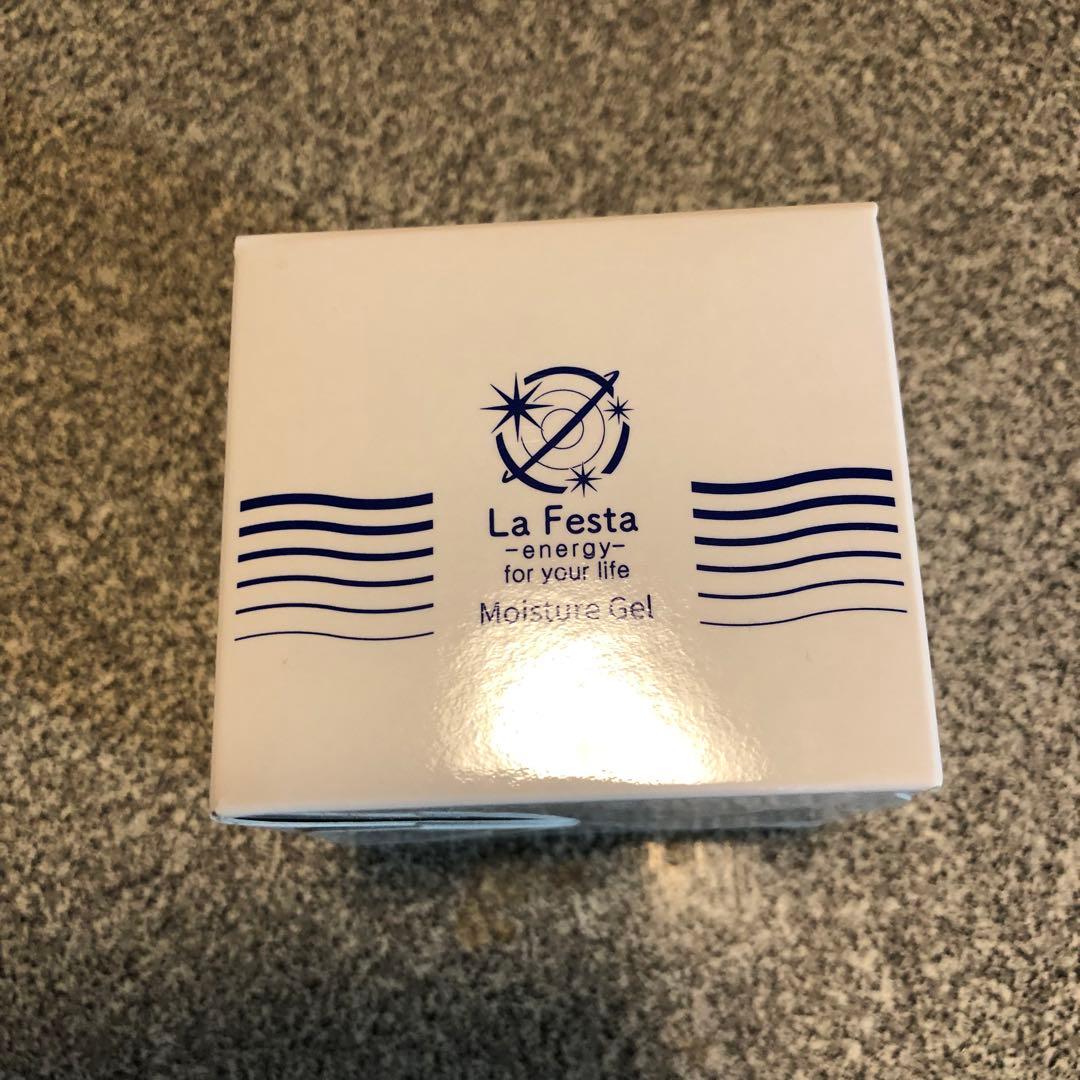 La Festa
-energy-
for your life
Moisture Gel